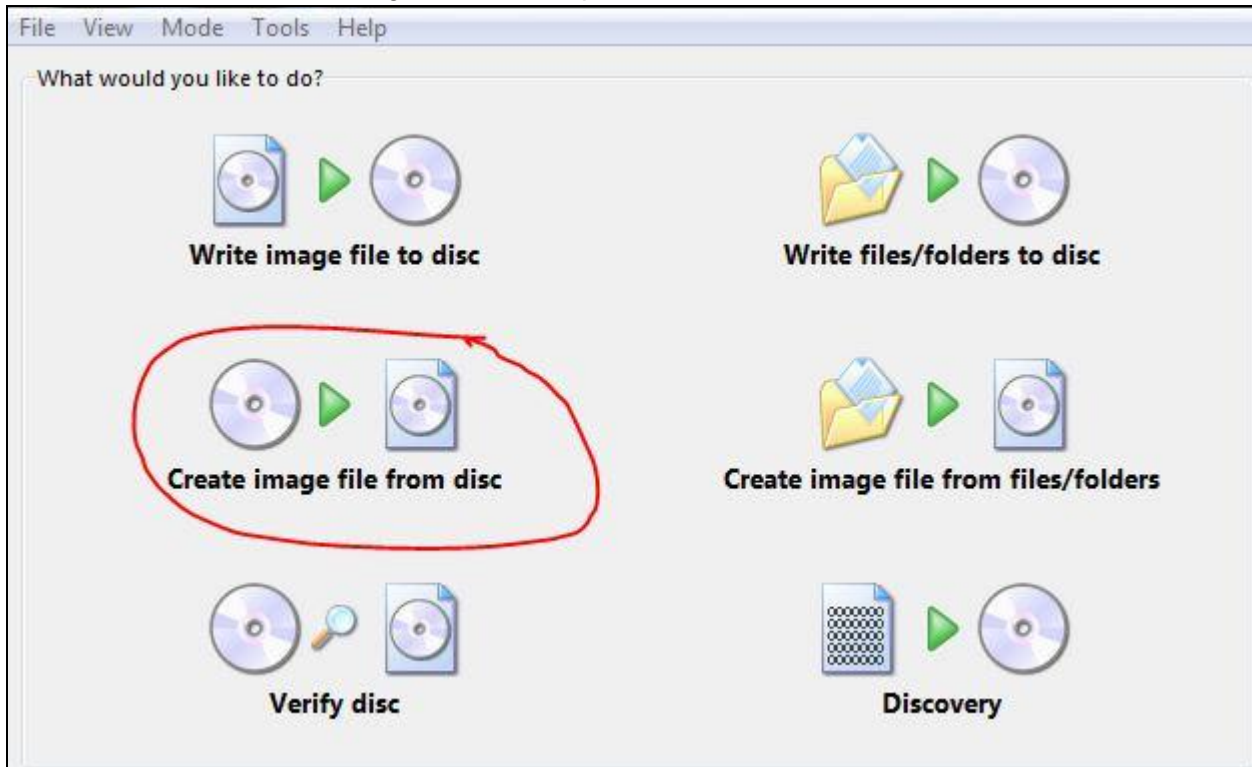 File View Mode Tools Help
What would you like to do?
Write image file to disc
Write files/folders to disc
Create image file from disc
Create image file from files/folders
Verify disc
Discovery